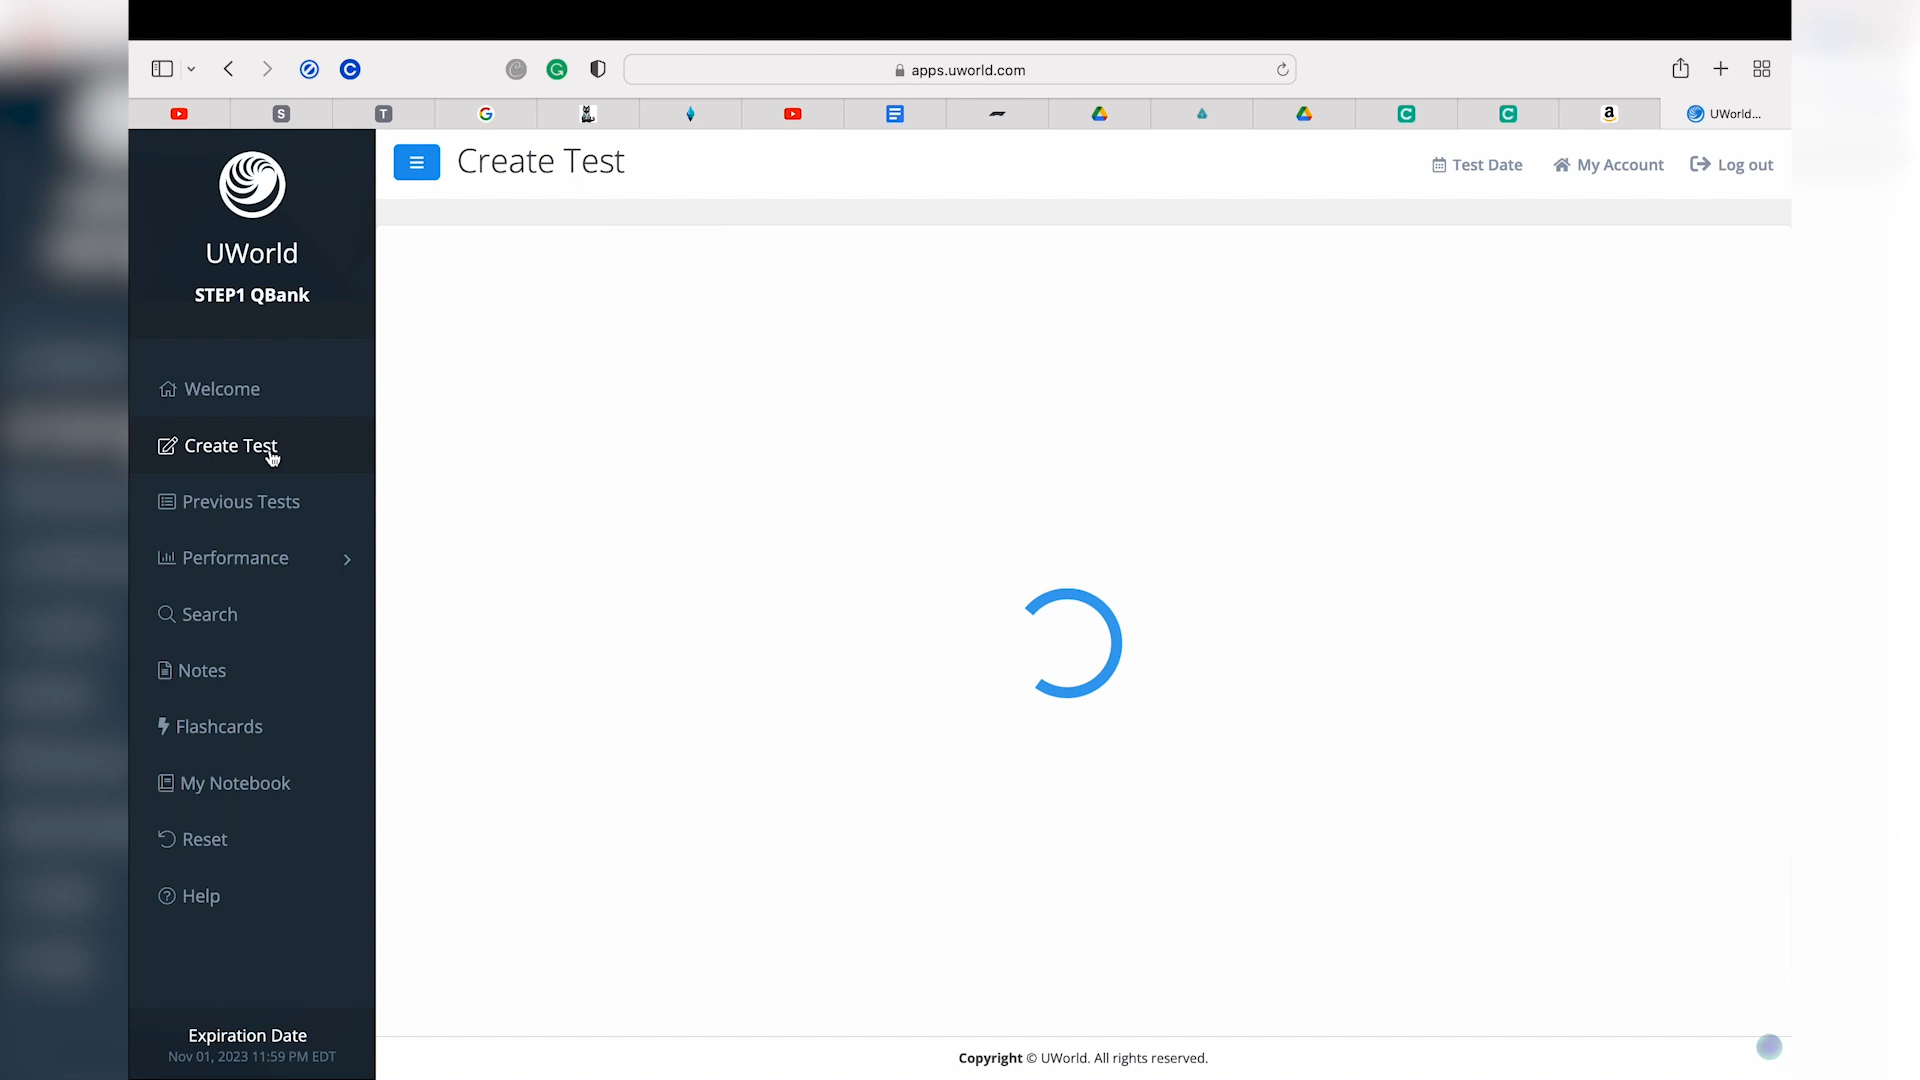 apps.uworld.com
S
T
G
C
C
a
UWorld...
UWorld
STEP1 QBank
Create Test
Test Date
My Account
Log out
Welcome
Create Test
Previous Tests
Performance
Search
Notes
Flashcards
My Notebook
Reset
Help
Expiration Date
Nov 01, 2023 11:59 PM EDT
Copyright © UWorld. All rights reserved.